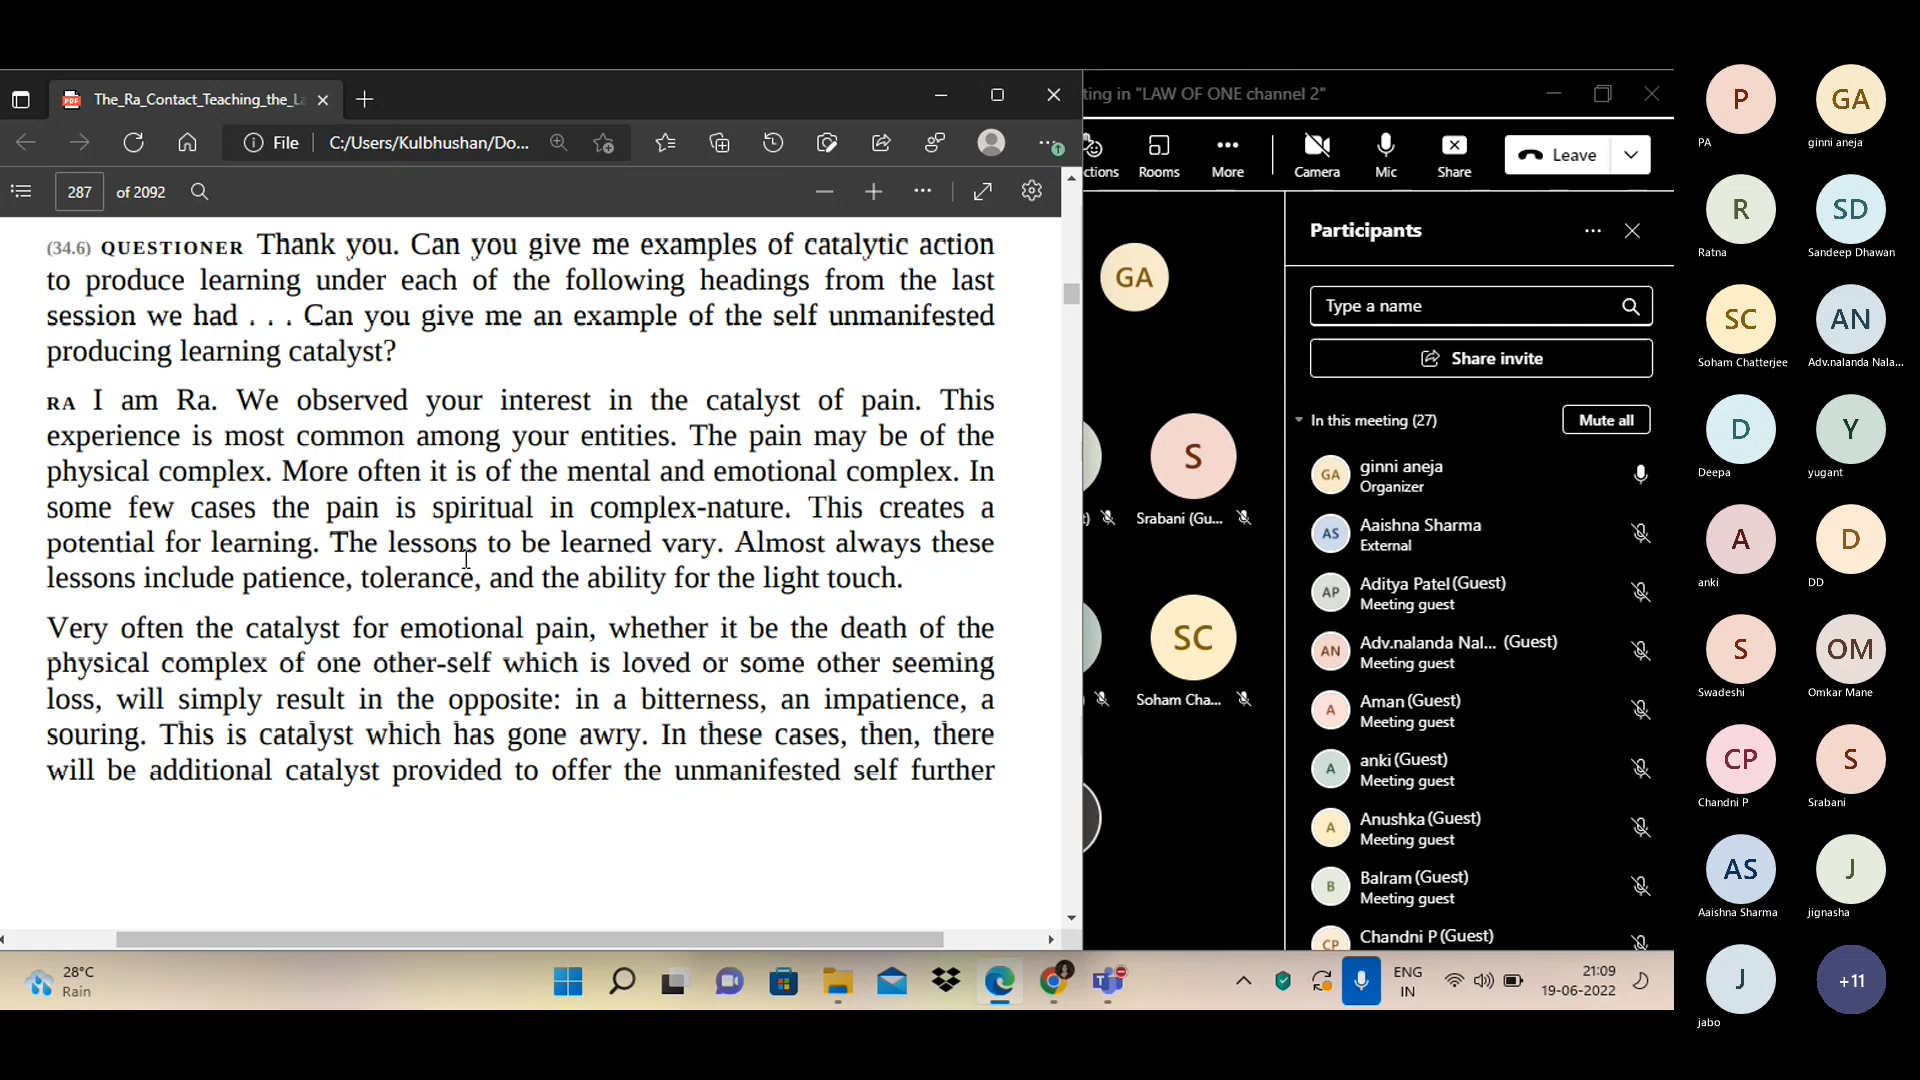 The_Ra_Contact_Teaching_the_La
ting in "LAW OF ONE channel 2"
File
C:/Users/Kulbhushan/Do...
287 of 2092
ctions
Rooms
More
Camera
Mic
Share
Leave
(34.6) QUESTIONER Thank you. Can you give me examples of catalytic action
to produce learning under each of the following headings from the last
session we had . . . Can you give me an example of the self unmanifested
producing learning catalyst?
RA I am Ra. We observed your interest in the catalyst of pain. This
experience is most common among your entities. The pain may be of the
physical complex. More often it is of the mental and emotional complex. In
some few cases the pain is spiritual in complex-nature. This creates a
potential for learning. The lessons to be learned vary. Almost always these
lessons include patience, tolerance, and the ability for the light touch.
Very often the catalyst for emotional pain, whether it be the death of the
physical complex of one other-self which is loved or some other seeming
loss, will simply result in the opposite: in a bitterness, an impatience, a
souring. This is catalyst which has gone awry. In these cases, then, there
will be additional catalyst provided to offer the unmanifested self further
GA
S
Srabani (Gu...
SC
Soham Cha...
Participants
Type a name
Share invite
In this meeting (27)
Mute all
GA
ginni aneja
Organizer
AS
Aaishna Sharma
External
AP
Aditya Patel (Guest)
Meeting guest
AN
Adv.nalanda Nal... (Guest)
Meeting guest
A
Aman (Guest)
Meeting guest
A
anki (Guest)
Meeting guest
A
Anushka (Guest)
Meeting guest
B
Balram (Guest)
Meeting guest
CP
Chandni P (Guest)
P
PA
GA
ginni aneja
R
Ratna
SD
Sandeep Dhawan
SC
Soham Chatterjee
AN
Adv.nalanda Nala...
D
Deepa
Y
yugant
A
anki
D
DD
S
Swadeshi
OM
Omkar Mane
CP
Chandni P
S
Srabani
AS
Aaishna Sharma
J
jignasha
J
jabo
+11
28°C
Rain
ENG
IN
21:09
19-06-2022